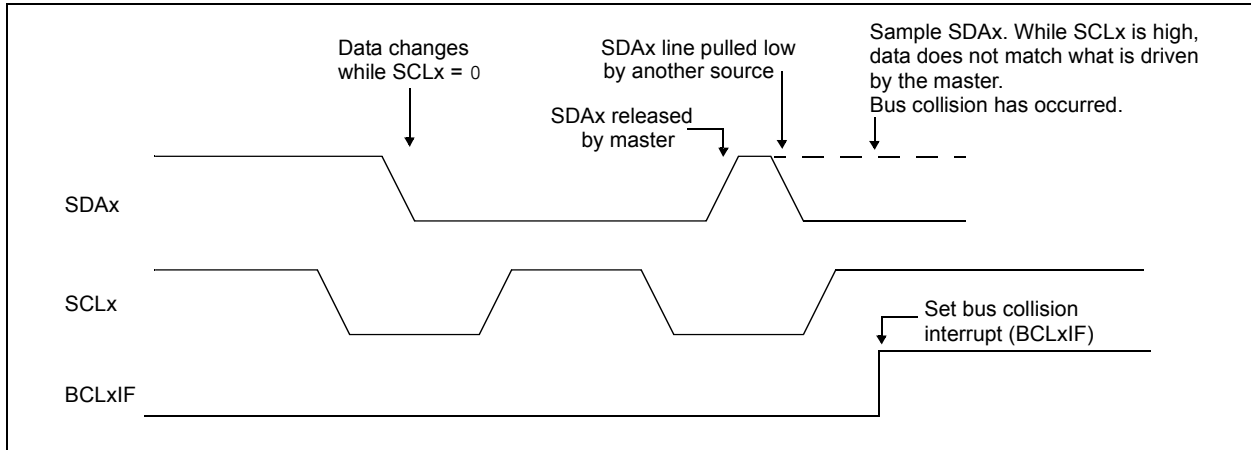 Data changes
while SCLx = 0
SDAx line pulled low
by another source
SDAx released
by master
Sample SDAx. While SCLx is high,
data does not match what is driven
by the master.
Bus collision has occurred.
SDAx
SCLx
Set bus collision
interrupt (BCLxIF)
BCLxIF